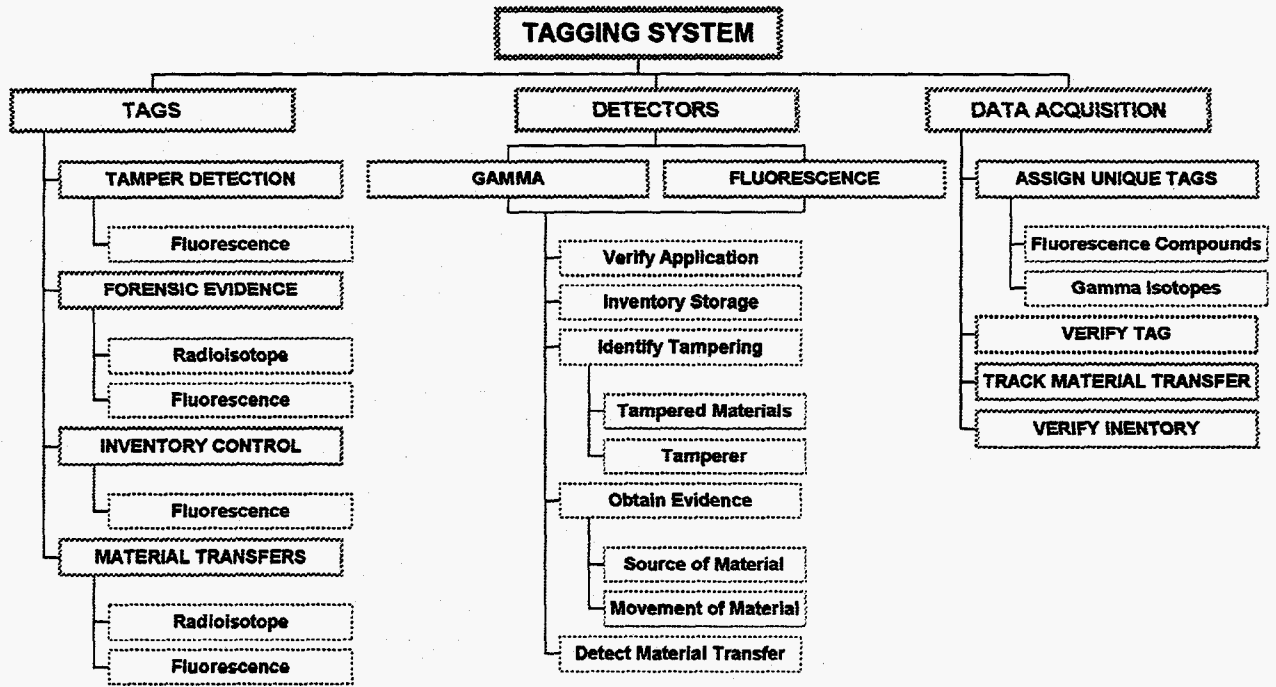 TAGGING SYSTEM
TAGS
TAMPER DETECTION
Fluorescence
FORENSIC EVIDENCE
Radioisotope
Fluorescence
INVENTORY CONTROL
Fluorescence
MATERIAL TRANSFERS
Radioisotope
Fluorescence
DETECTORS
GAMMA
FLUORESCENCE
Verify Application
Inventory Storage
Identify Tampering
Tampered Materials
Tamperer
Obtain Evidence
Source of Material
Movement of Material
Detect Material Transfer
DATA ACQUISITION
ASSIGN UNIQUE TAGS
Fluorescence Compounds
Gamma Isotopes
VERIFY TAG
TRACK MATERIAL TRANSFER
VERIFY INENTORY